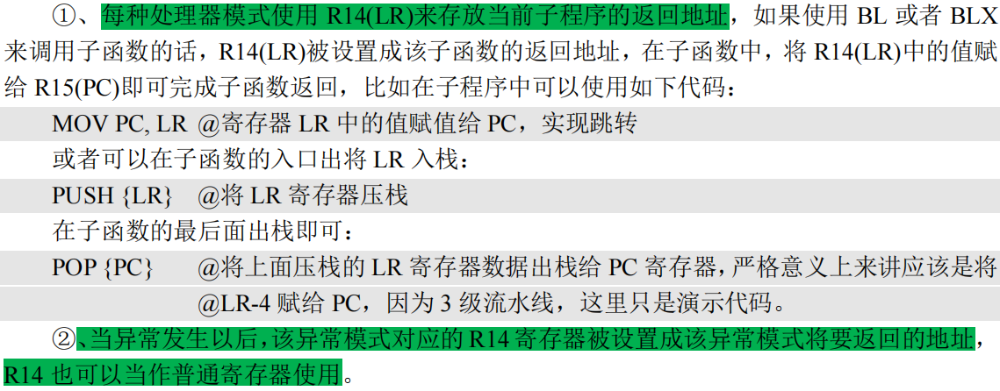 ①、每种处理器模式使用 R14(LR)来存放当前子程序的返回地址，如果使用 BL 或者 BLX
来调用子函数的话，R14(LR)被设置成该子函数的返回地址，在子函数中，将 R14(LR)中的值赋
给 R15(PC)即可完成子函数返回，比如在子程序中可以使用如下代码：
MOV PC, LR @寄存器 LR 中的值赋值给 PC，实现跳转
或者可以在子函数的入口出将 LR 入栈：
PUSH {LR} @将 LR 寄存器压栈
在子函数的最后面出栈即可：
POP {PC} @将上面压栈的 LR 寄存器数据出栈给 PC 寄存器，严格意义上来讲应该是将
@LR-4 赋给 PC，因为 3 级流水线，这里只是演示代码。
②、当异常发生以后，该异常模式对应的 R14 寄存器被设置成该异常模式将要返回的地址，
R14 也可以当作普通寄存器使用。